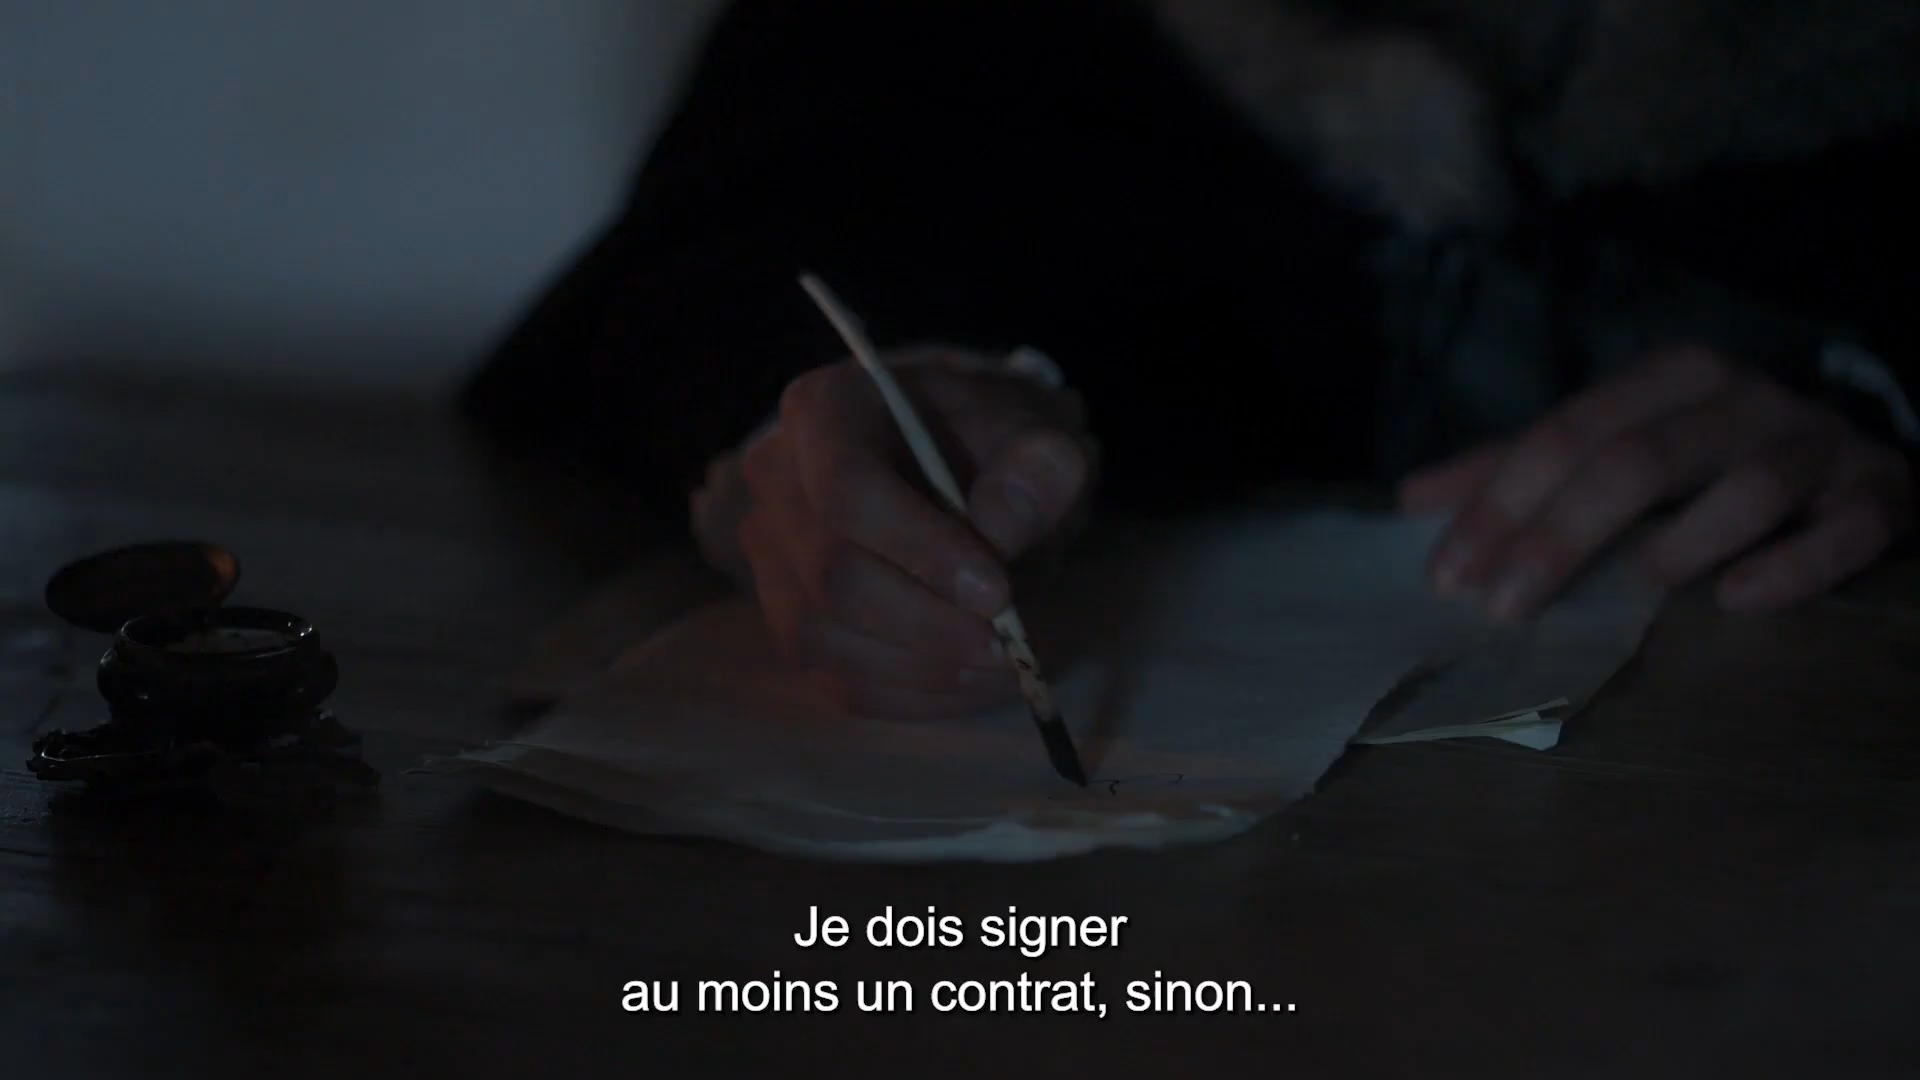 Je dois signer
au moins un contrat, sinon...